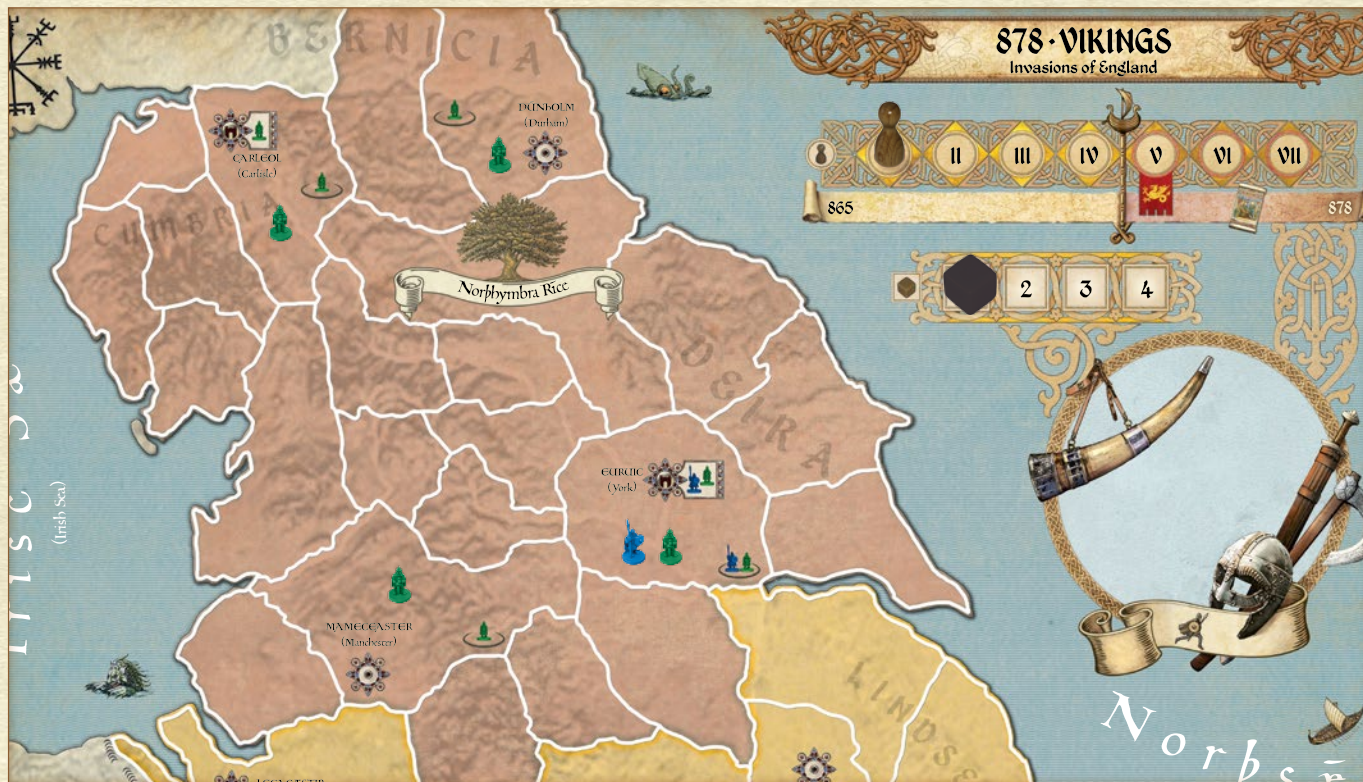 BERNICIA
878 · VIKINGS
Invasions of England
II
III
IV
V
VI
VII
865
878
DUNHOLM
(Durham)
CARLEOL
(Carlisle)
CUMBRIA
Norþhymbra Rice
2
3
4
DEIRA
(Irish Sea)
(York)
MAMECEASTER
(Manchester)